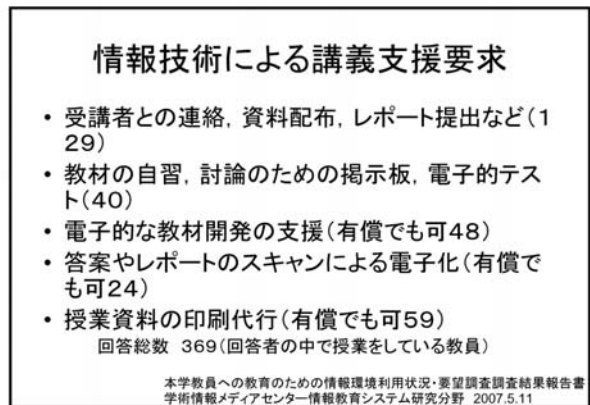 情報技術による講義支援要求
• 受講者との連絡, 資料配布, レポート提出など(1
29)
• 教材の自習, 討論のための掲示板, 電子的テス
ト(40)
• 電子的な教材開発の支援(有償でも可48)
• 答案やレポートのスキャンによる電子化(有償で
も可24)
• 授業資料の印刷代行(有償でも可59)
回答総数 369(回答者の中で授業をしている教員)
本学教員への教育のための情報環境利用状況・要望調査調査結果報告書
学術情報メディアセンター情報教育システム研究分野 2007.5.11